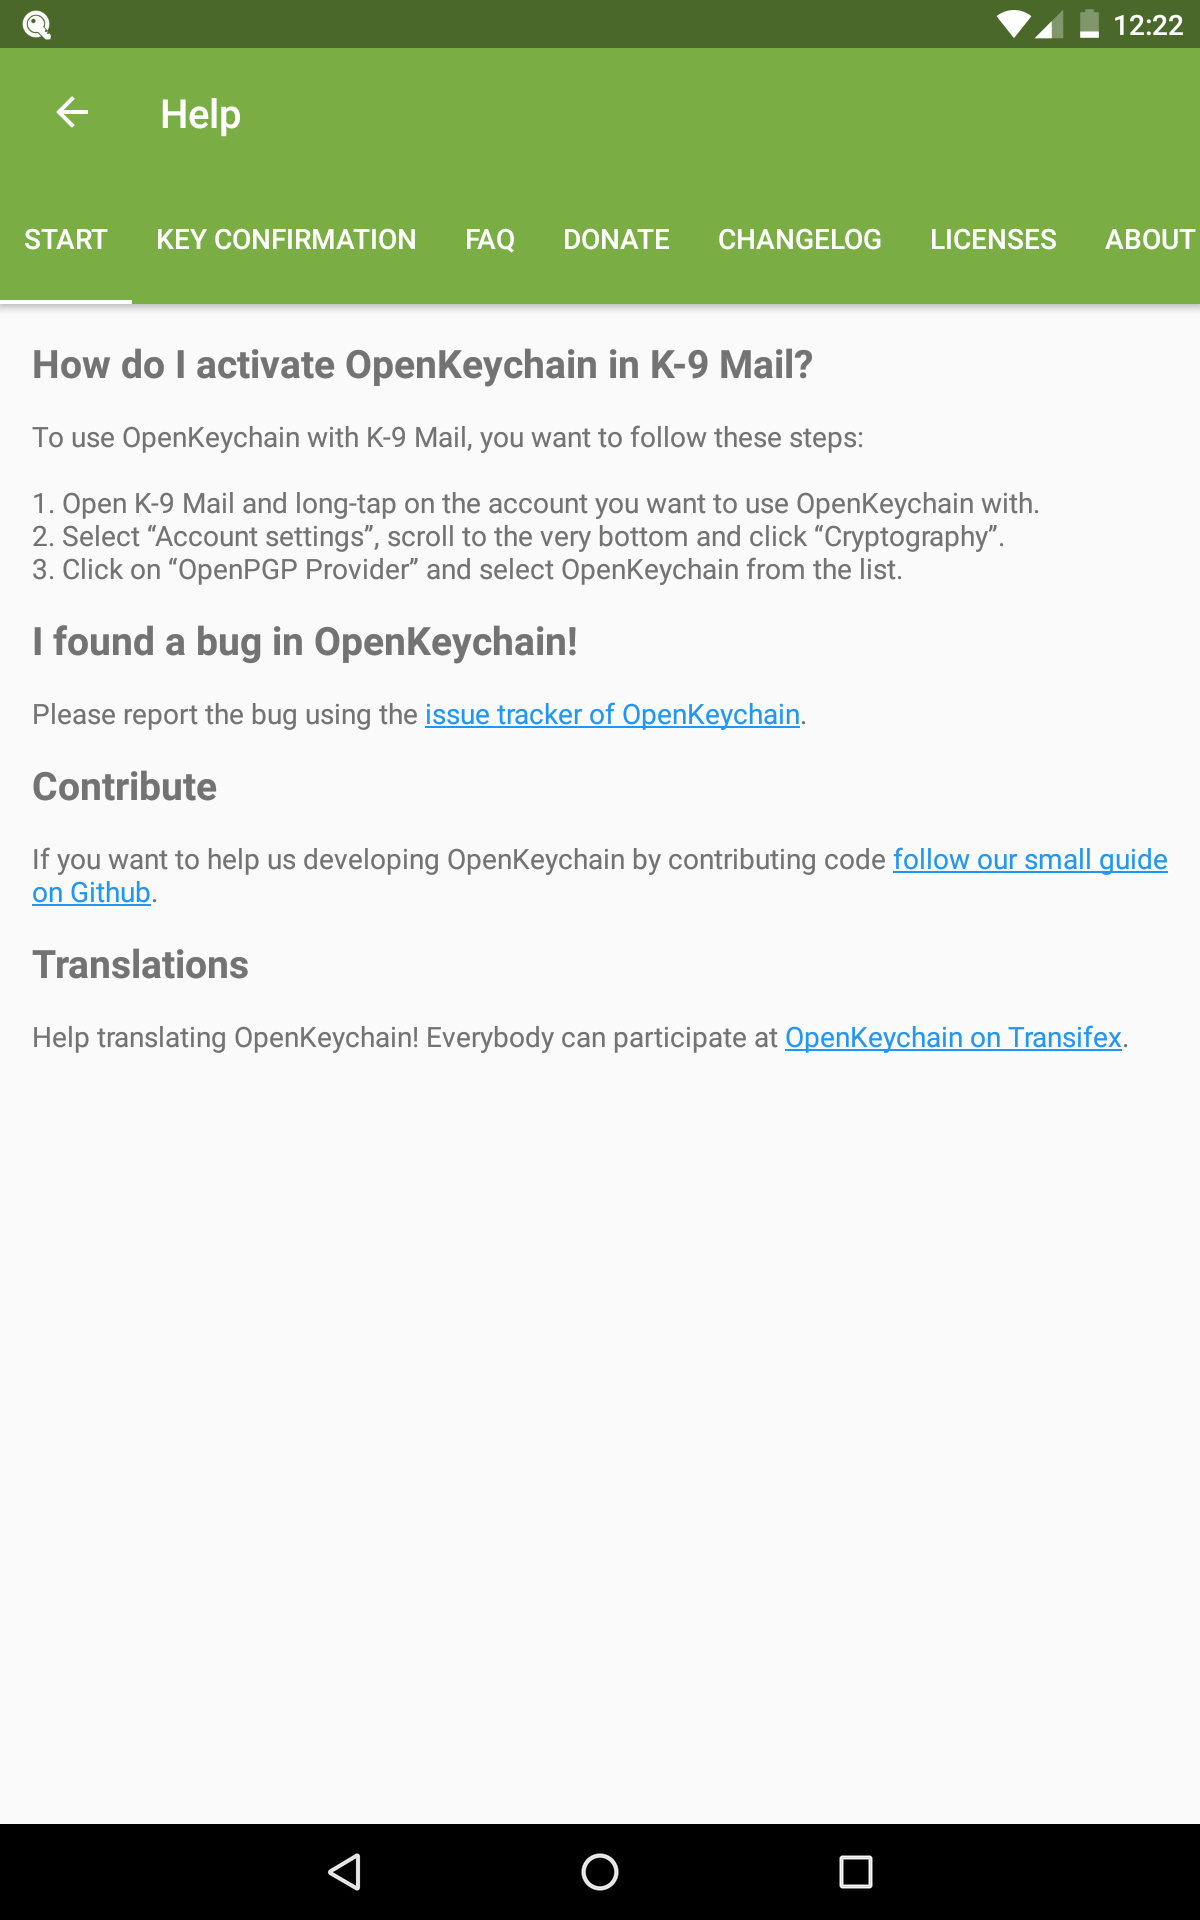 12:22
Help
START KEY CONFIRMATION FAQ DONATE CHANGELOG LICENSES ABOUT
How do I activate OpenKeychain in K-9 Mail?
To use OpenKeychain with K-9 Mail, you want to follow these steps:
1. Open K-9 Mail and long-tap on the account you want to use OpenKeychain with.
2. Select “Account settings”, scroll to the very bottom and click “Cryptography”.
3. Click on “OpenPGP Provider” and select OpenKeychain from the list.
I found a bug in OpenKeychain!
Please report the bug using the issue tracker of OpenKeychain.
Contribute
If you want to help us developing OpenKeychain by contributing code follow our small guide
on Github.
Translations
Help translating OpenKeychain! Everybody can participate at OpenKeychain on Transifex.